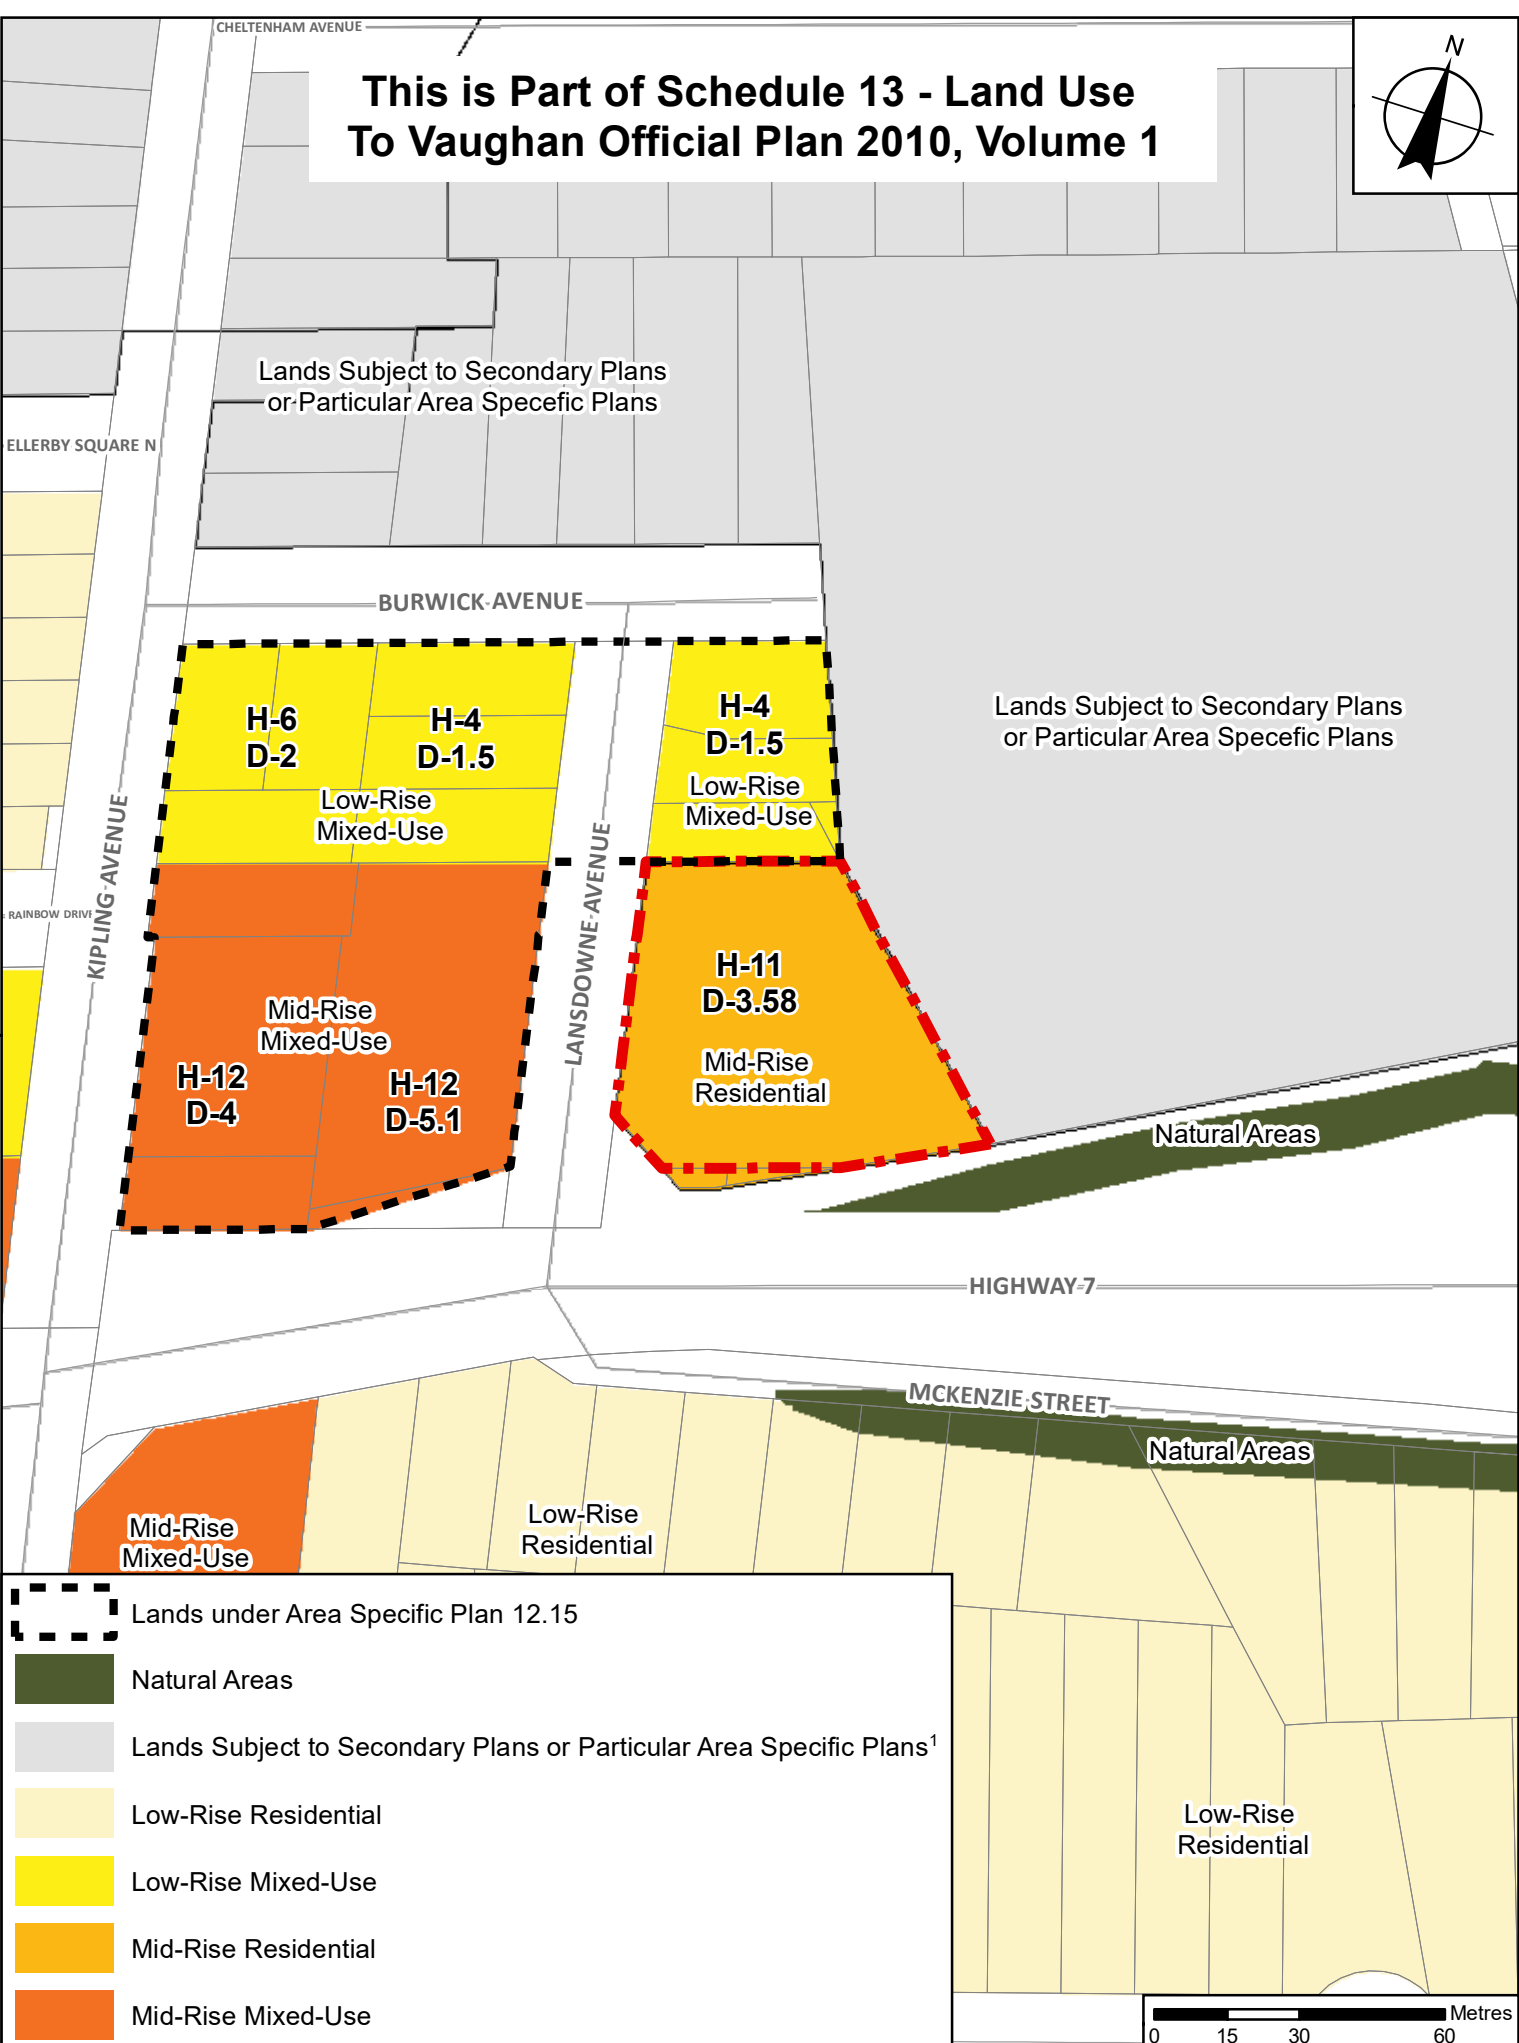 CHELTENHAM AVENUE
N
This is Part of Schedule 13 - Land Use
To Vaughan Official Plan 2010, Volume 1
Lands Subject to Secondary Plans
or Particular Area Specefic Plans
ELLERBY SQUARE N
BURWICK AVENUE
H-6
D-2
H-4
D-1.5
H-4
D-1.5
Lands Subject to Secondary Plans
or Particular Area Specefic Plans
Low-Rise
Mixed-Use
Low-Rise
Mixed-Use
KIPLING AVENUE
LANSDOWNE AVENUE
RAINBOW DRIVE
H-11
D-3.58
Mid-Rise
Mixed-Use
Mid-Rise
Residential
H-12
D-4
H-12
D-5.1
Natural Areas
HIGHWAY 7
MCKENZIE STREET
Natural Areas
Mid-Rise
Mixed-Use
Low-Rise
Residential
Lands under Area Specific Plan 12.15
Natural Areas
Lands Subject to Secondary Plans or Particular Area Specific Plans¹
Low-Rise Residential
Low-Rise Mixed-Use
Mid-Rise Residential
Mid-Rise Mixed-Use
Low-Rise
Residential
Metres
0 15 30 60